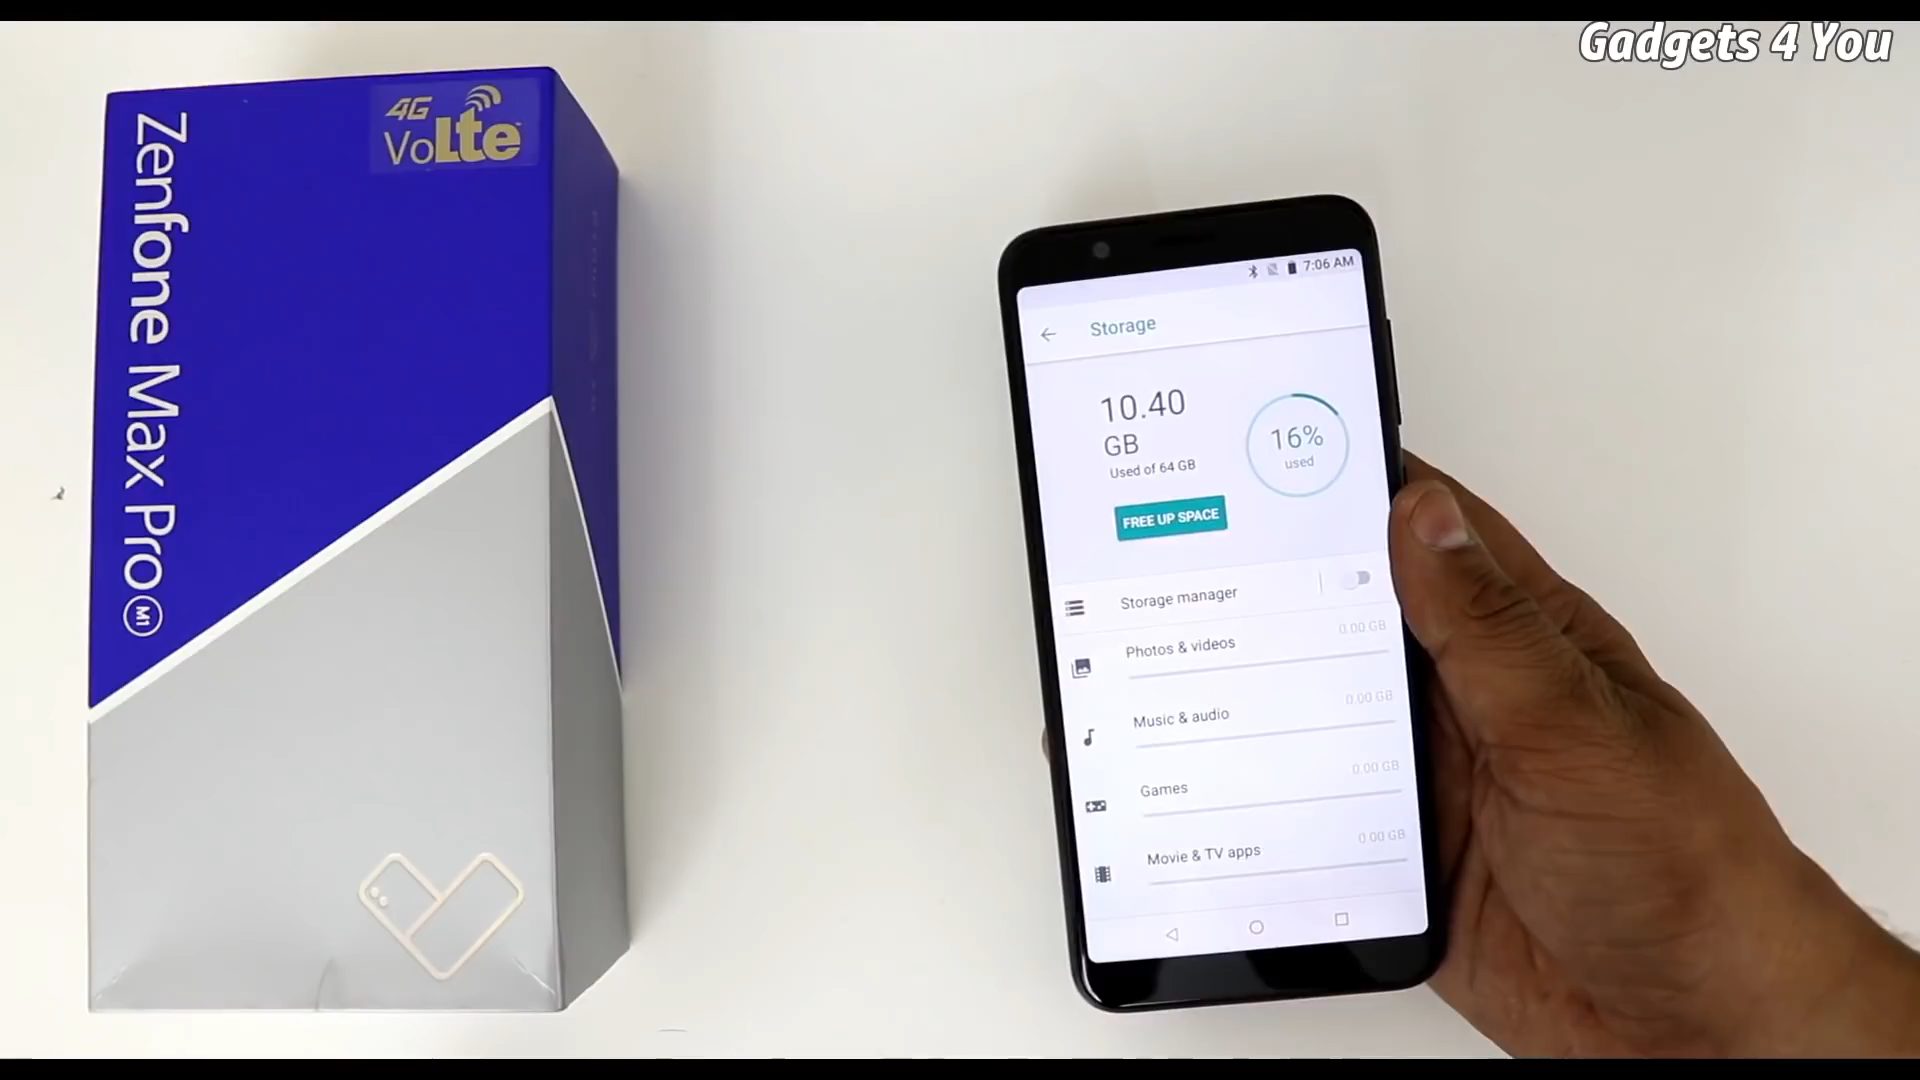 Gadgets 4 You
4G
VoLte
Zenfone Max Pro M1
7:06 AM
Storage
10.40
GB
Used of 64 GB
16%
used
FREE UP SPACE
Storage manager
Photos & videos
0.00 GB
Music & audio
0.00 GB
Games
0.00 GB
Movie & TV apps
0.00 GB